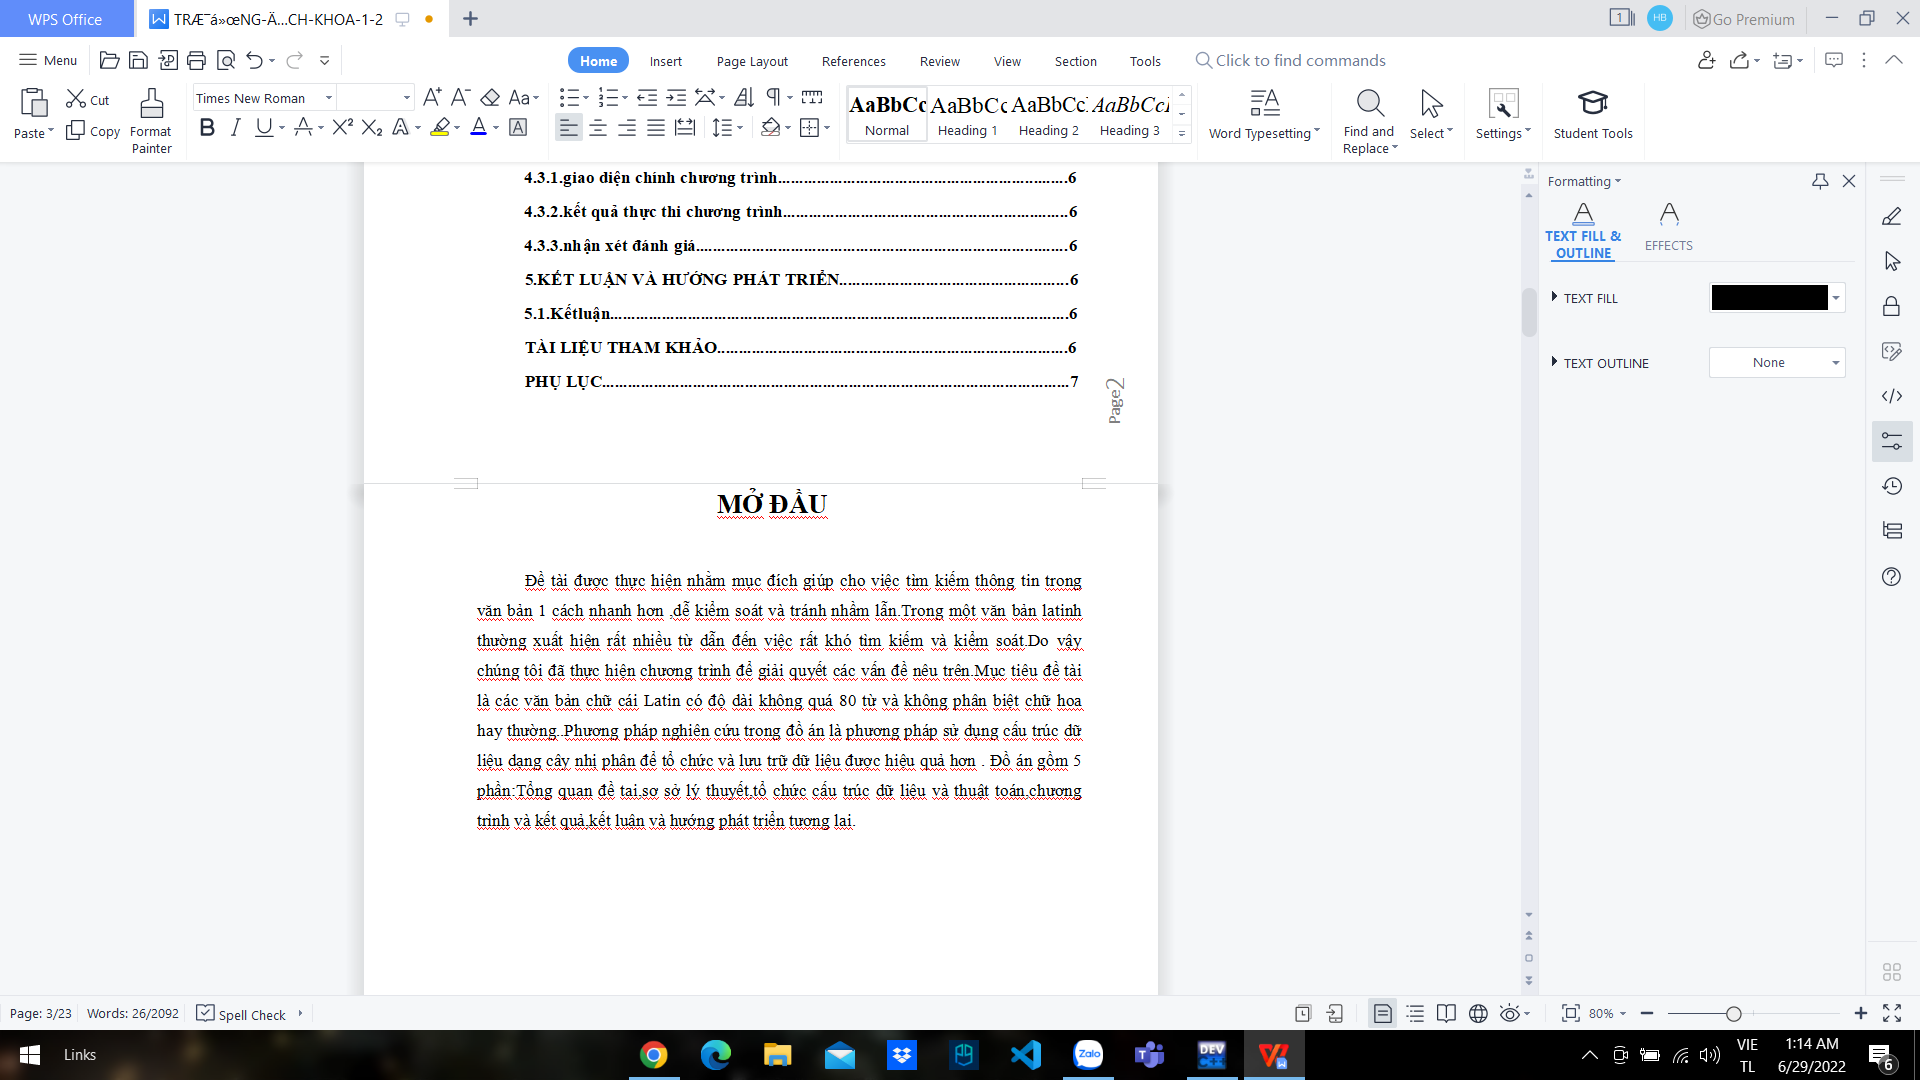 WPS Office
TRÆ¯á»œNG-Ä...CH-KHOA-1-2
1
HB
Go Premium
Menu
Home
Insert
Page Layout
References
Review
View
Section
Tools
Click to find commands
Paste
Cut
Copy
Format
Painter
Times New Roman
AaBbCc
Normal
AaBbCc
Heading 1
AaBbCc
Heading 2
AaBbCcI
Heading 3
Word Typesetting
Find and
Replace
Select
Settings
Student Tools
4.3.1.giao diện chính chương trình......................................................................6
4.3.2.kết quả thực thi chương trình.....................................................................6
4.3.3.nhận xét đánh giá..........................................................................................6
5.KẾT LUẬN VÀ HƯỚNG PHÁT TRIỂN........................................................6
5.1.Kếtluận...............................................................................................................6
TÀI LIỆU THAM KHẢO.....................................................................................6
PHỤ LỤC.................................................................................................................7
Page2
MỞ ĐẦU
Đề tài được thực hiện nhằm mục đích giúp cho việc tìm kiếm thông tin trong
văn bản 1 cách nhanh hơn ,dễ kiểm soát và tránh nhầm lẫn.Trong một văn bản latinh
thường xuất hiện rất nhiều từ dẫn đến việc rất khó tìm kiếm và kiểm soát.Do vậy
chúng tôi đã thực hiện chương trình để giải quyết các vấn đề nêu trên.Mục tiêu đề tài
là các văn bản chữ cái Latin có độ dài không quá 80 từ và không phân biệt chữ hoa
hay thường..Phương pháp nghiên cứu trong đồ án là phương pháp sử dụng cấu trúc dữ
liệu dạng cây nhị phân để tổ chức và lưu trữ dữ liệu được hiệu quả hơn . Đồ án gồm 5
phần:Tổng quan đề tai,sơ sở lý thuyết,tổ chức cấu trúc dữ liệu và thuật toán,chương
trình và kết quả,kết luận và hướng phát triển tương lai.
Formatting
TEXT FILL &
OUTLINE
EFFECTS
TEXT FILL
TEXT OUTLINE
None
Page: 3/23
Words: 26/2092
Spell Check
80%
Links
Zalo
DEV
C++
VIE
TL
1:14 AM
6/29/2022
6